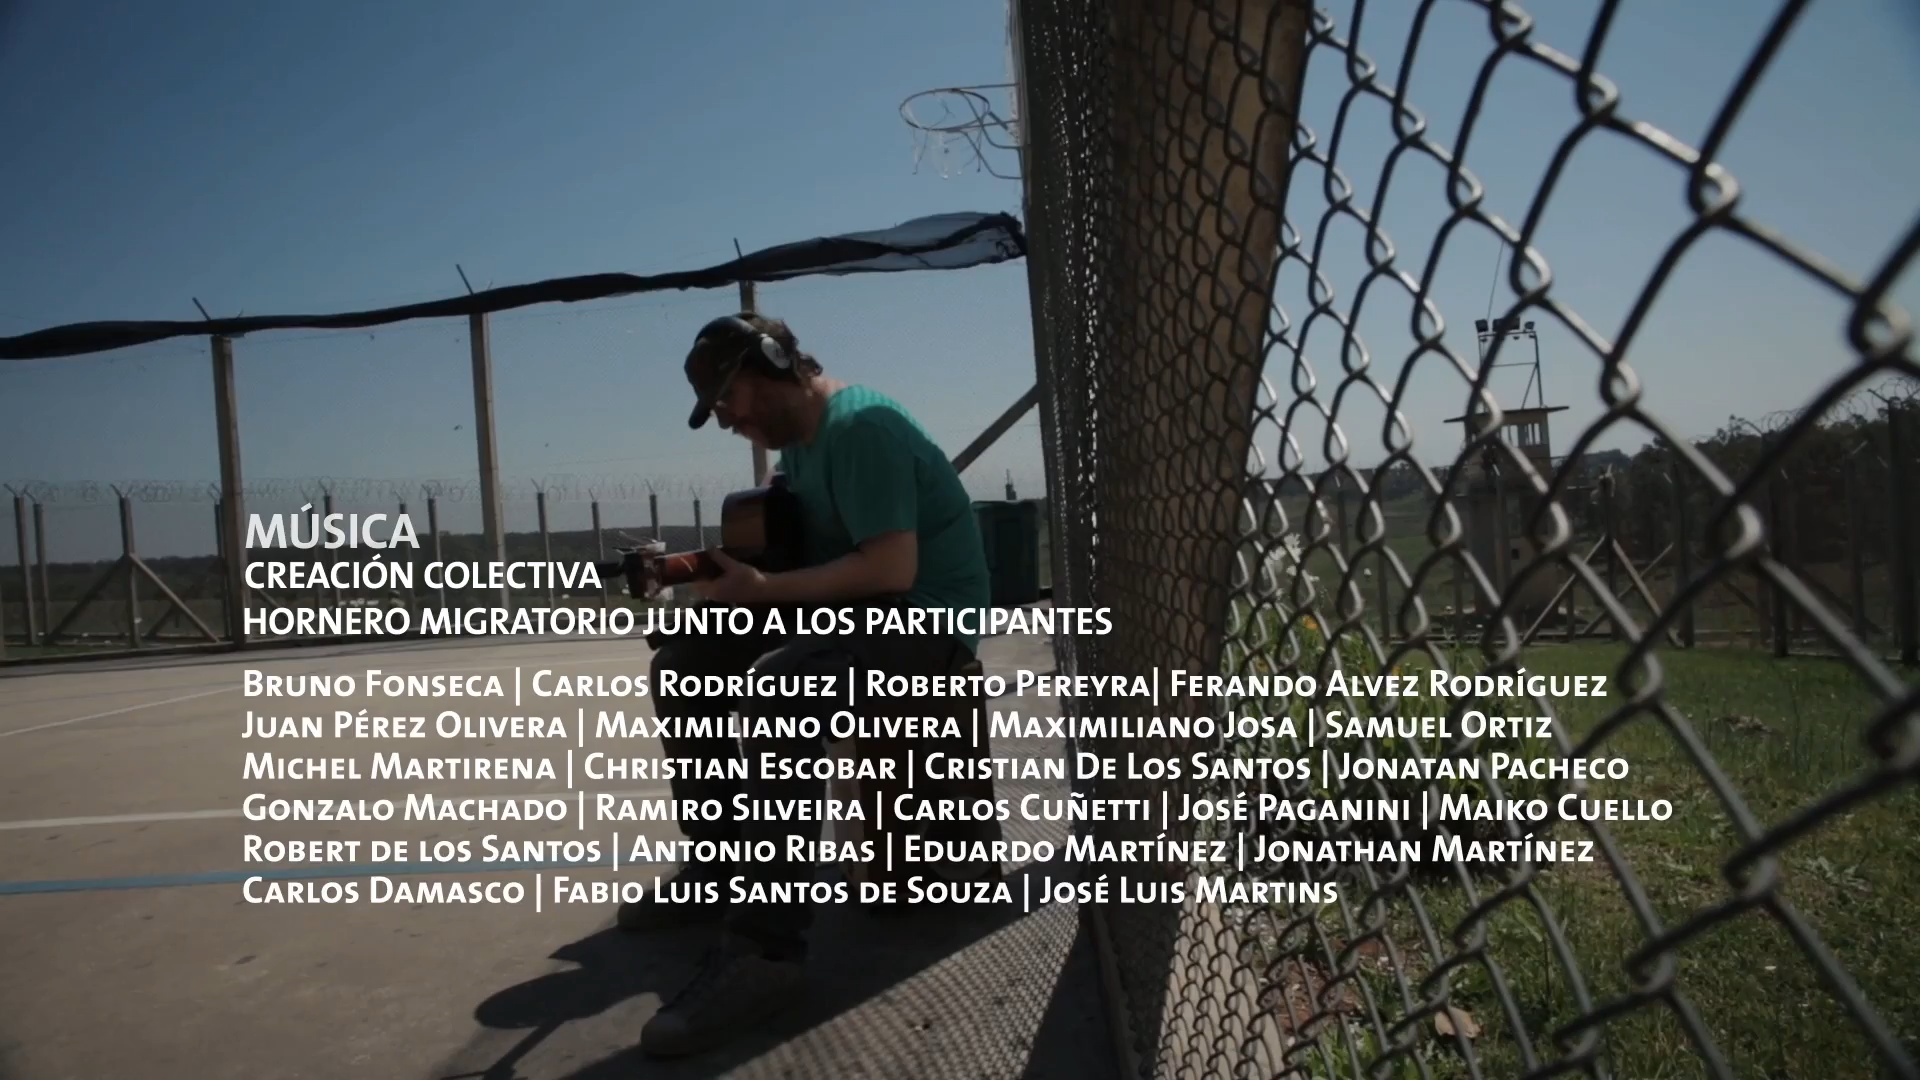 MÚSICA
CREACIÓN COLECTIVA
HORNERO MIGRATORIO JUNTO A LOS PARTICIPANTES
BRUNO FONSECA | CARLOS RODRÍGUEZ | ROBERTO PEREYRA| FERANDO ALVEZ RODRÍGUEZ
JUAN PÉREZ OLIVERA | MAXIMILIANO OLIVERA | MAXIMILIANO JOSA | SAMUEL ORTIZ
MICHEL MARTIRENA | CHRISTIAN ESCOBAR | CRISTIAN DE LOS SANTOS | JONATAN PACHECO
GONZALO MACHADO | RAMIRO SILVEIRA | CARLOS CUÑETTI | JOSÉ PAGANINI | MAIKO CUELLO
ROBERT DE LOS SANTOS | ANTONIO RIBAS | EDUARDO MARTÍNEZ | JONATHAN MARTÍNEZ
CARLOS DAMASCO | FABIO LUIS SANTOS DE SOUZA | JOSÉ LUIS MARTINS